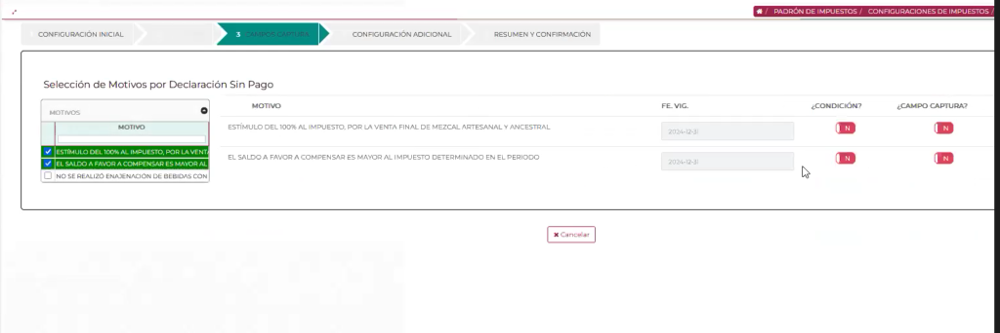 / PADRÓN DE IMPUESTOS / CONFIGURACIONES DE IMPUESTOS /
CONFIGURACIÓN INICIAL
3 CAMPOS CAPTURA
CONFIGURACIÓN ADICIONAL
RESUMEN Y CONFIRMACIÓN
Selección de Motivos por Declaración Sin Pago
MOTIVOS
MOTIVO
ESTÍMULO DEL 100% AL IMPUESTO, POR LA VENTA
EL SALDO A FAVOR A COMPENSAR ES MAYOR AL
NO SE REALIZÓ ENAJENACIÓN DE BEBIDAS CON
MOTIVO FE. VIG. ¿CONDICIÓN? ¿CAMPO CAPTURA?
ESTÍMULO DEL 100% AL IMPUESTO, POR LA VENTA FINAL DE MEZCAL ARTESANAL Y ANCESTRAL 2024-12-31 N N
EL SALDO A FAVOR A COMPENSAR ES MAYOR AL IMPUESTO DETERMINADO EN EL PERIODO 2024-12-31 N N
✖ Cancelar